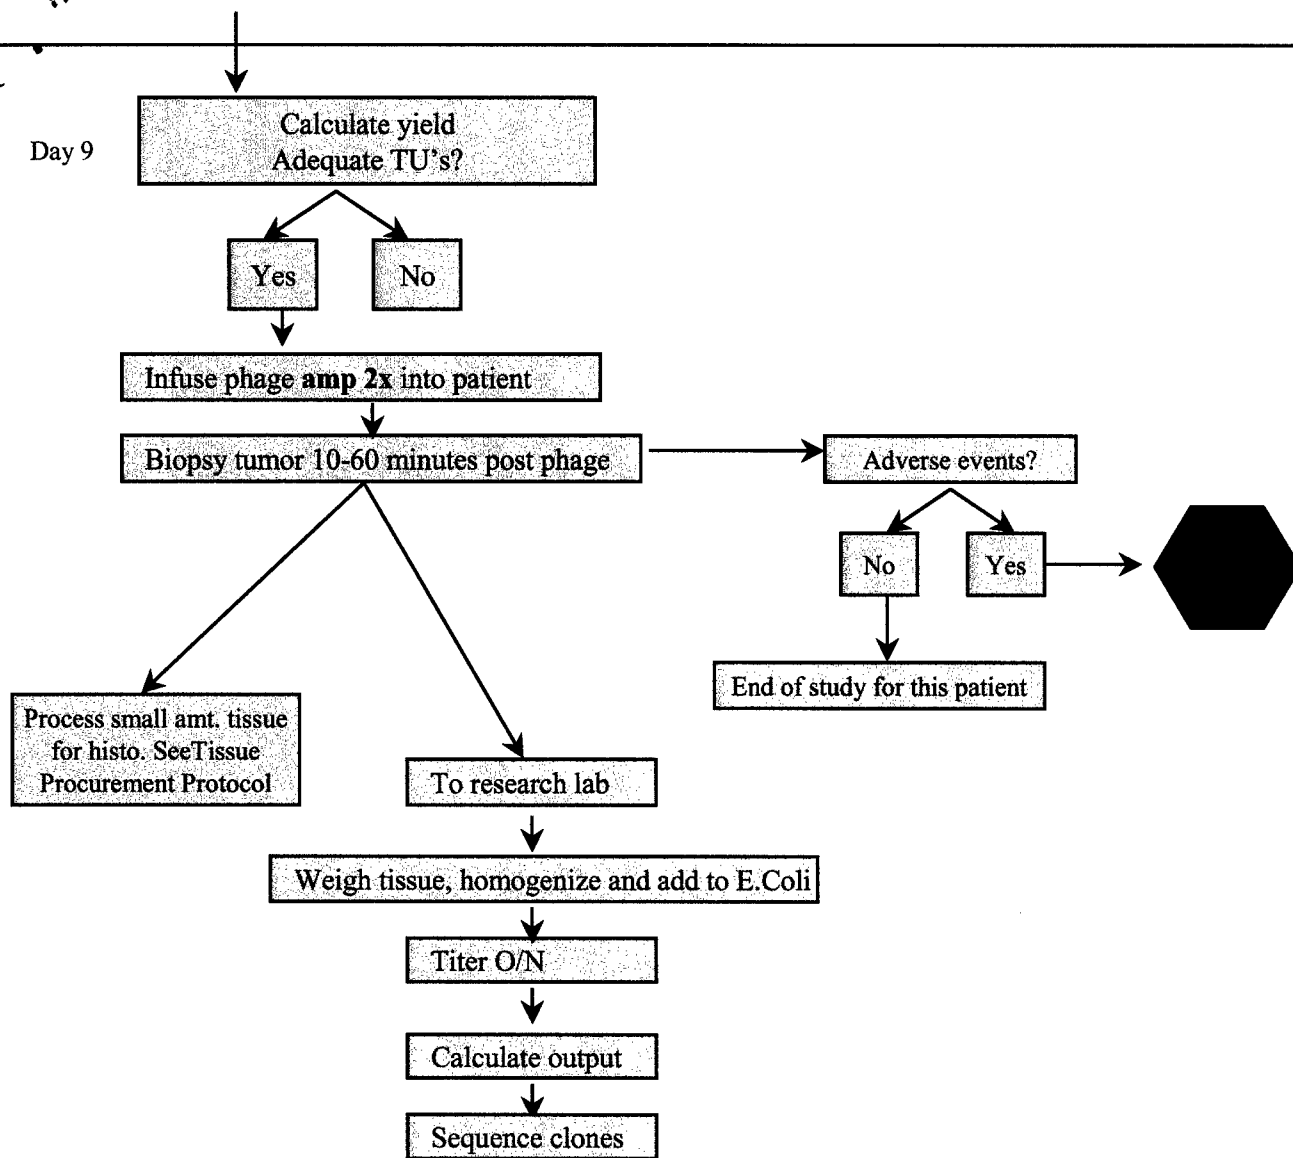 Day 9
Calculate yield
Adequate TU's?
Yes
No
Infuse phage amp 2x into patient
Biopsy tumor 10-60 minutes post phage
Adverse events?
No
Yes
End of study for this patient
Process small amt. tissue
for histo. SeeTissue
Procurement Protocol
To research lab
Weigh tissue, homogenize and add to E.Coli
Titer O/N
Calculate output
Sequence clones